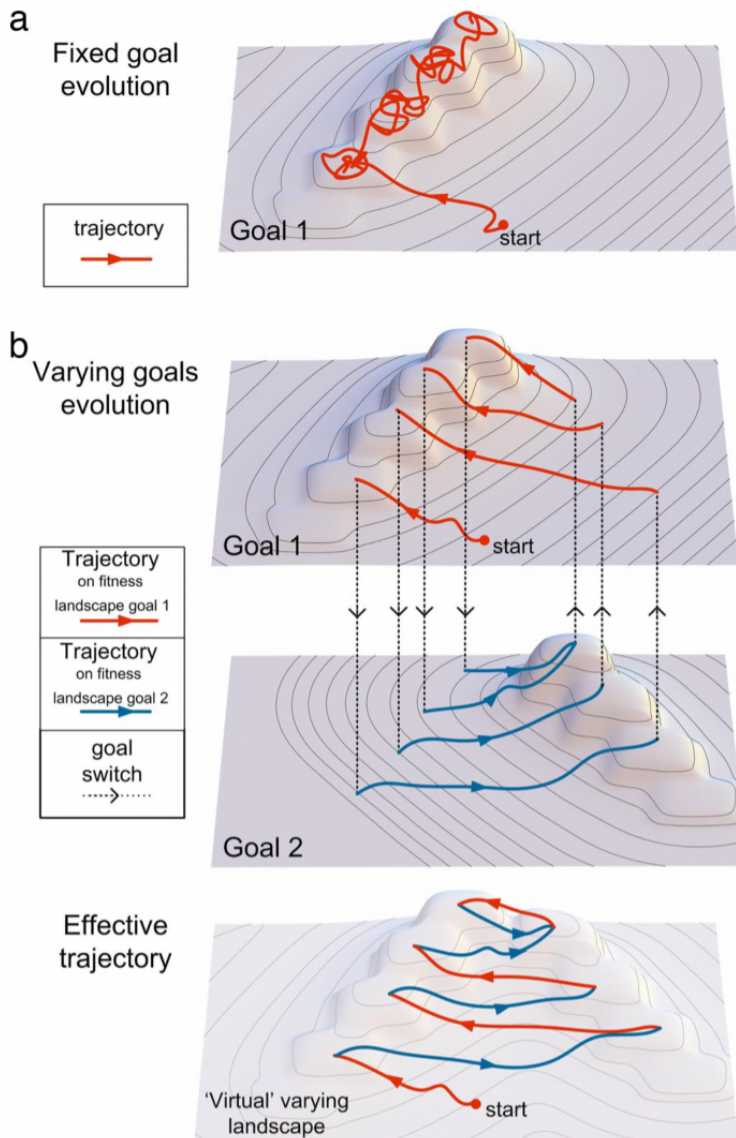 a
Fixed goal
evolution
trajectory
Goal 1
start
b
Varying goals
evolution
Goal 1
start
Trajectory
on fitness
landscape goal 1
Trajectory
on fitness
landscape goal 2
goal
switch
Goal 2
Effective
trajectory
'Virtual' varying
landscape
start